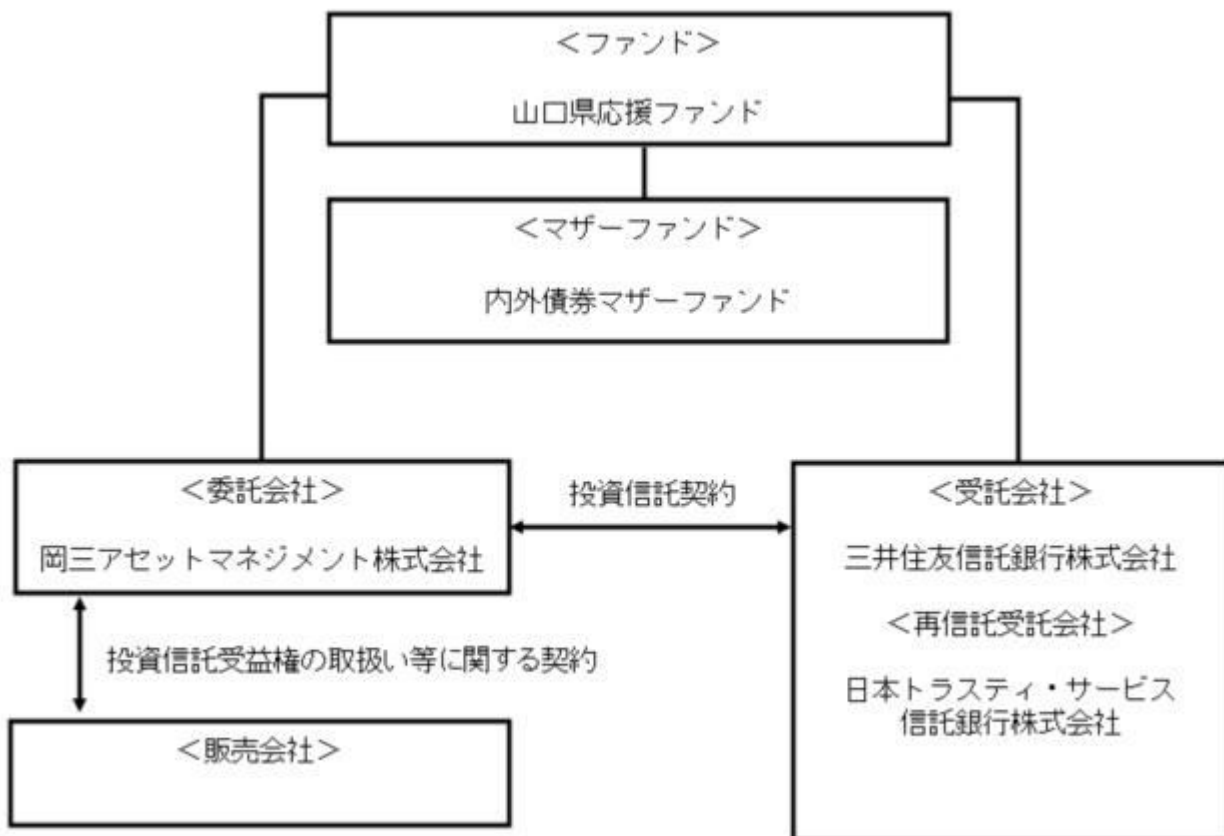 ＜ファンド＞
山口県応援ファンド
＜マザーファンド＞
内外債券マザーファンド
＜委託会社＞
岡三アセットマネジメント株式会社
投資信託契約
＜受託会社＞
三井住友信託銀行株式会社
＜再信託受託会社＞
日本トラスティ・サービス
信託銀行株式会社
投資信託受益権の取扱い等に関する契約
＜販売会社＞